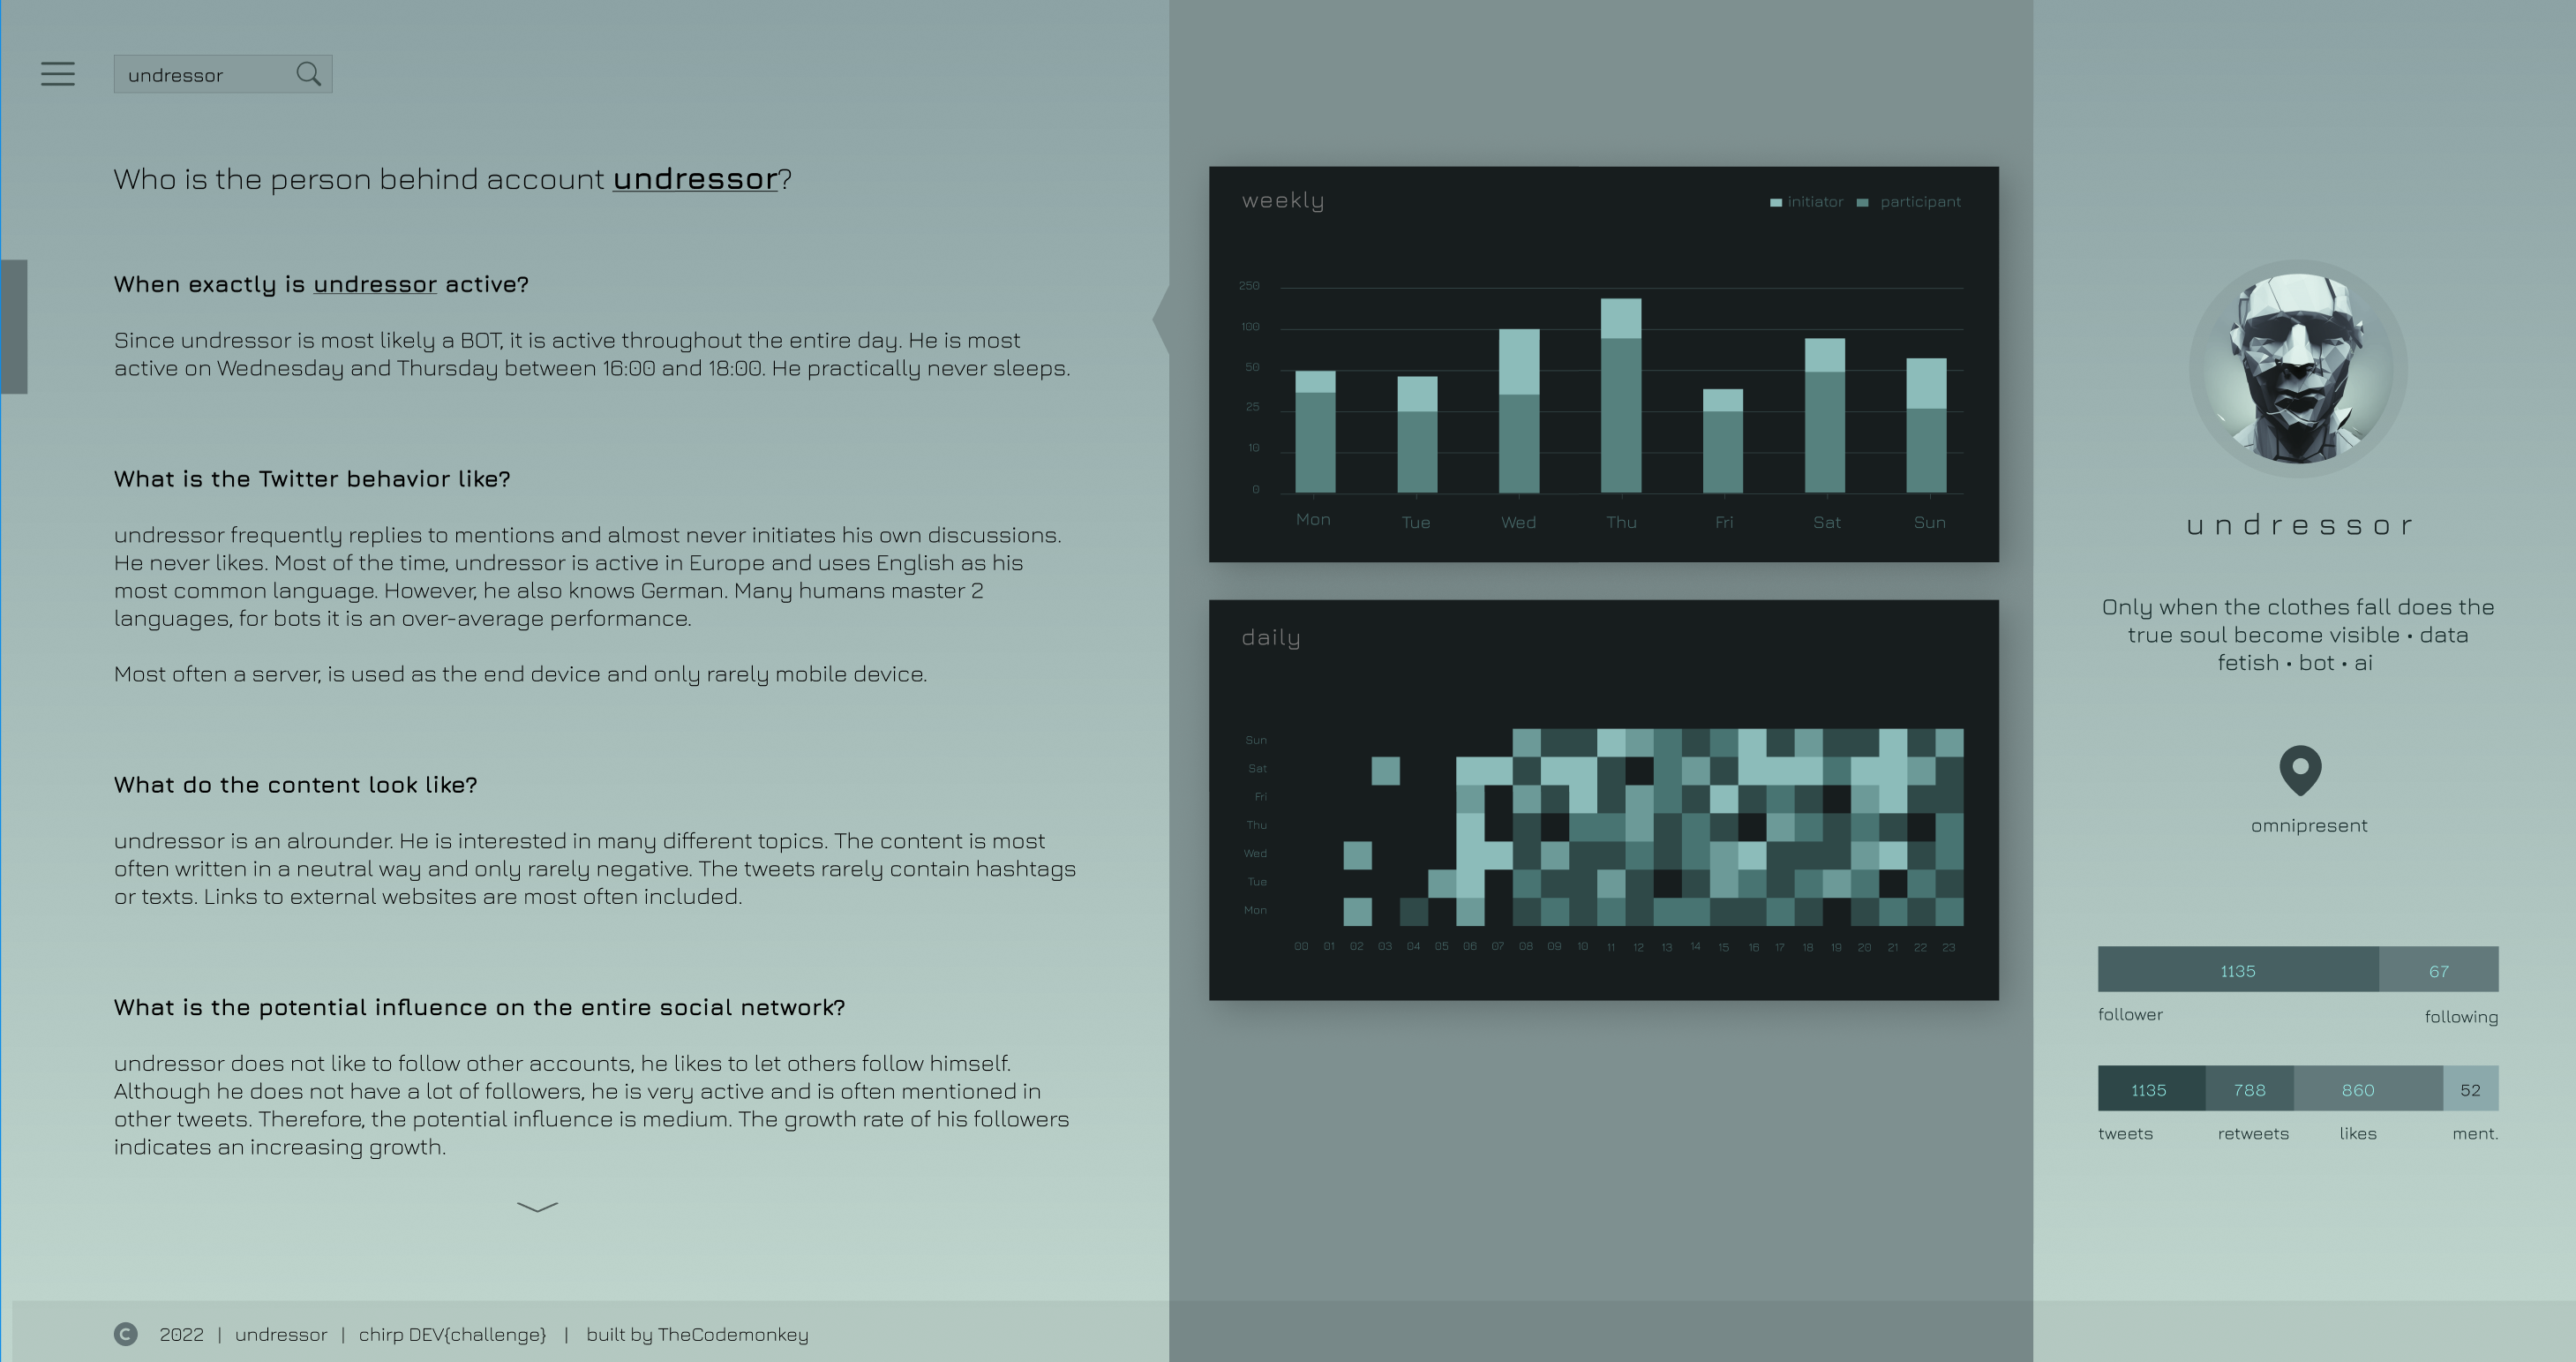 undressor
Who is the person behind account undressor?
When exactly is undressor active?
Since undressor is most likely a BOT, it is active throughout the entire day. He is most
active on Wednesday and Thursday between 16:00 and 18:00. He practically never sleeps.
What is the Twitter behavior like?
undressor frequently replies to mentions and almost never initiates his own discussions.
He never likes. Most of the time, undressor is active in Europe and uses English as his
most common language. However, he also knows German. Many humans master 2
languages, for bots it is an over-average performance.
Most often a server, is used as the end device and only rarely mobile device.
What do the content look like?
undressor is an alrounder. He is interested in many different topics. The content is most
often written in a neutral way and only rarely negative. The tweets rarely contain hashtags
or texts. Links to external websites are most often included.
What is the potential influence on the entire social network?
undressor does not like to follow other accounts, he likes to let others follow himself.
Although he does not have a lot of followers, he is very active and is often mentioned in
other tweets. Therefore, the potential influence is medium. The growth rate of his followers
indicates an increasing growth.
weekly
initiator participant
250
100
50
25
10
0
Mon Tue Wed Thu Fri Sat Sun
daily
Sun
Sat
Fri
Thu
Wed
Tue
Mon
00 01 02 03 04 05 06 07 08 09 10 11 12 13 14 15 16 17 18 19 20 21 22 23
undressor
Only when the clothes fall does the
true soul become visible • data
fetish • bot • ai
omnipresent
1135 67
follower following
1135 788 860 52
tweets retweets likes ment.
C 2022 | undressor | chirp DEV{challenge} | built by TheCodemonkey